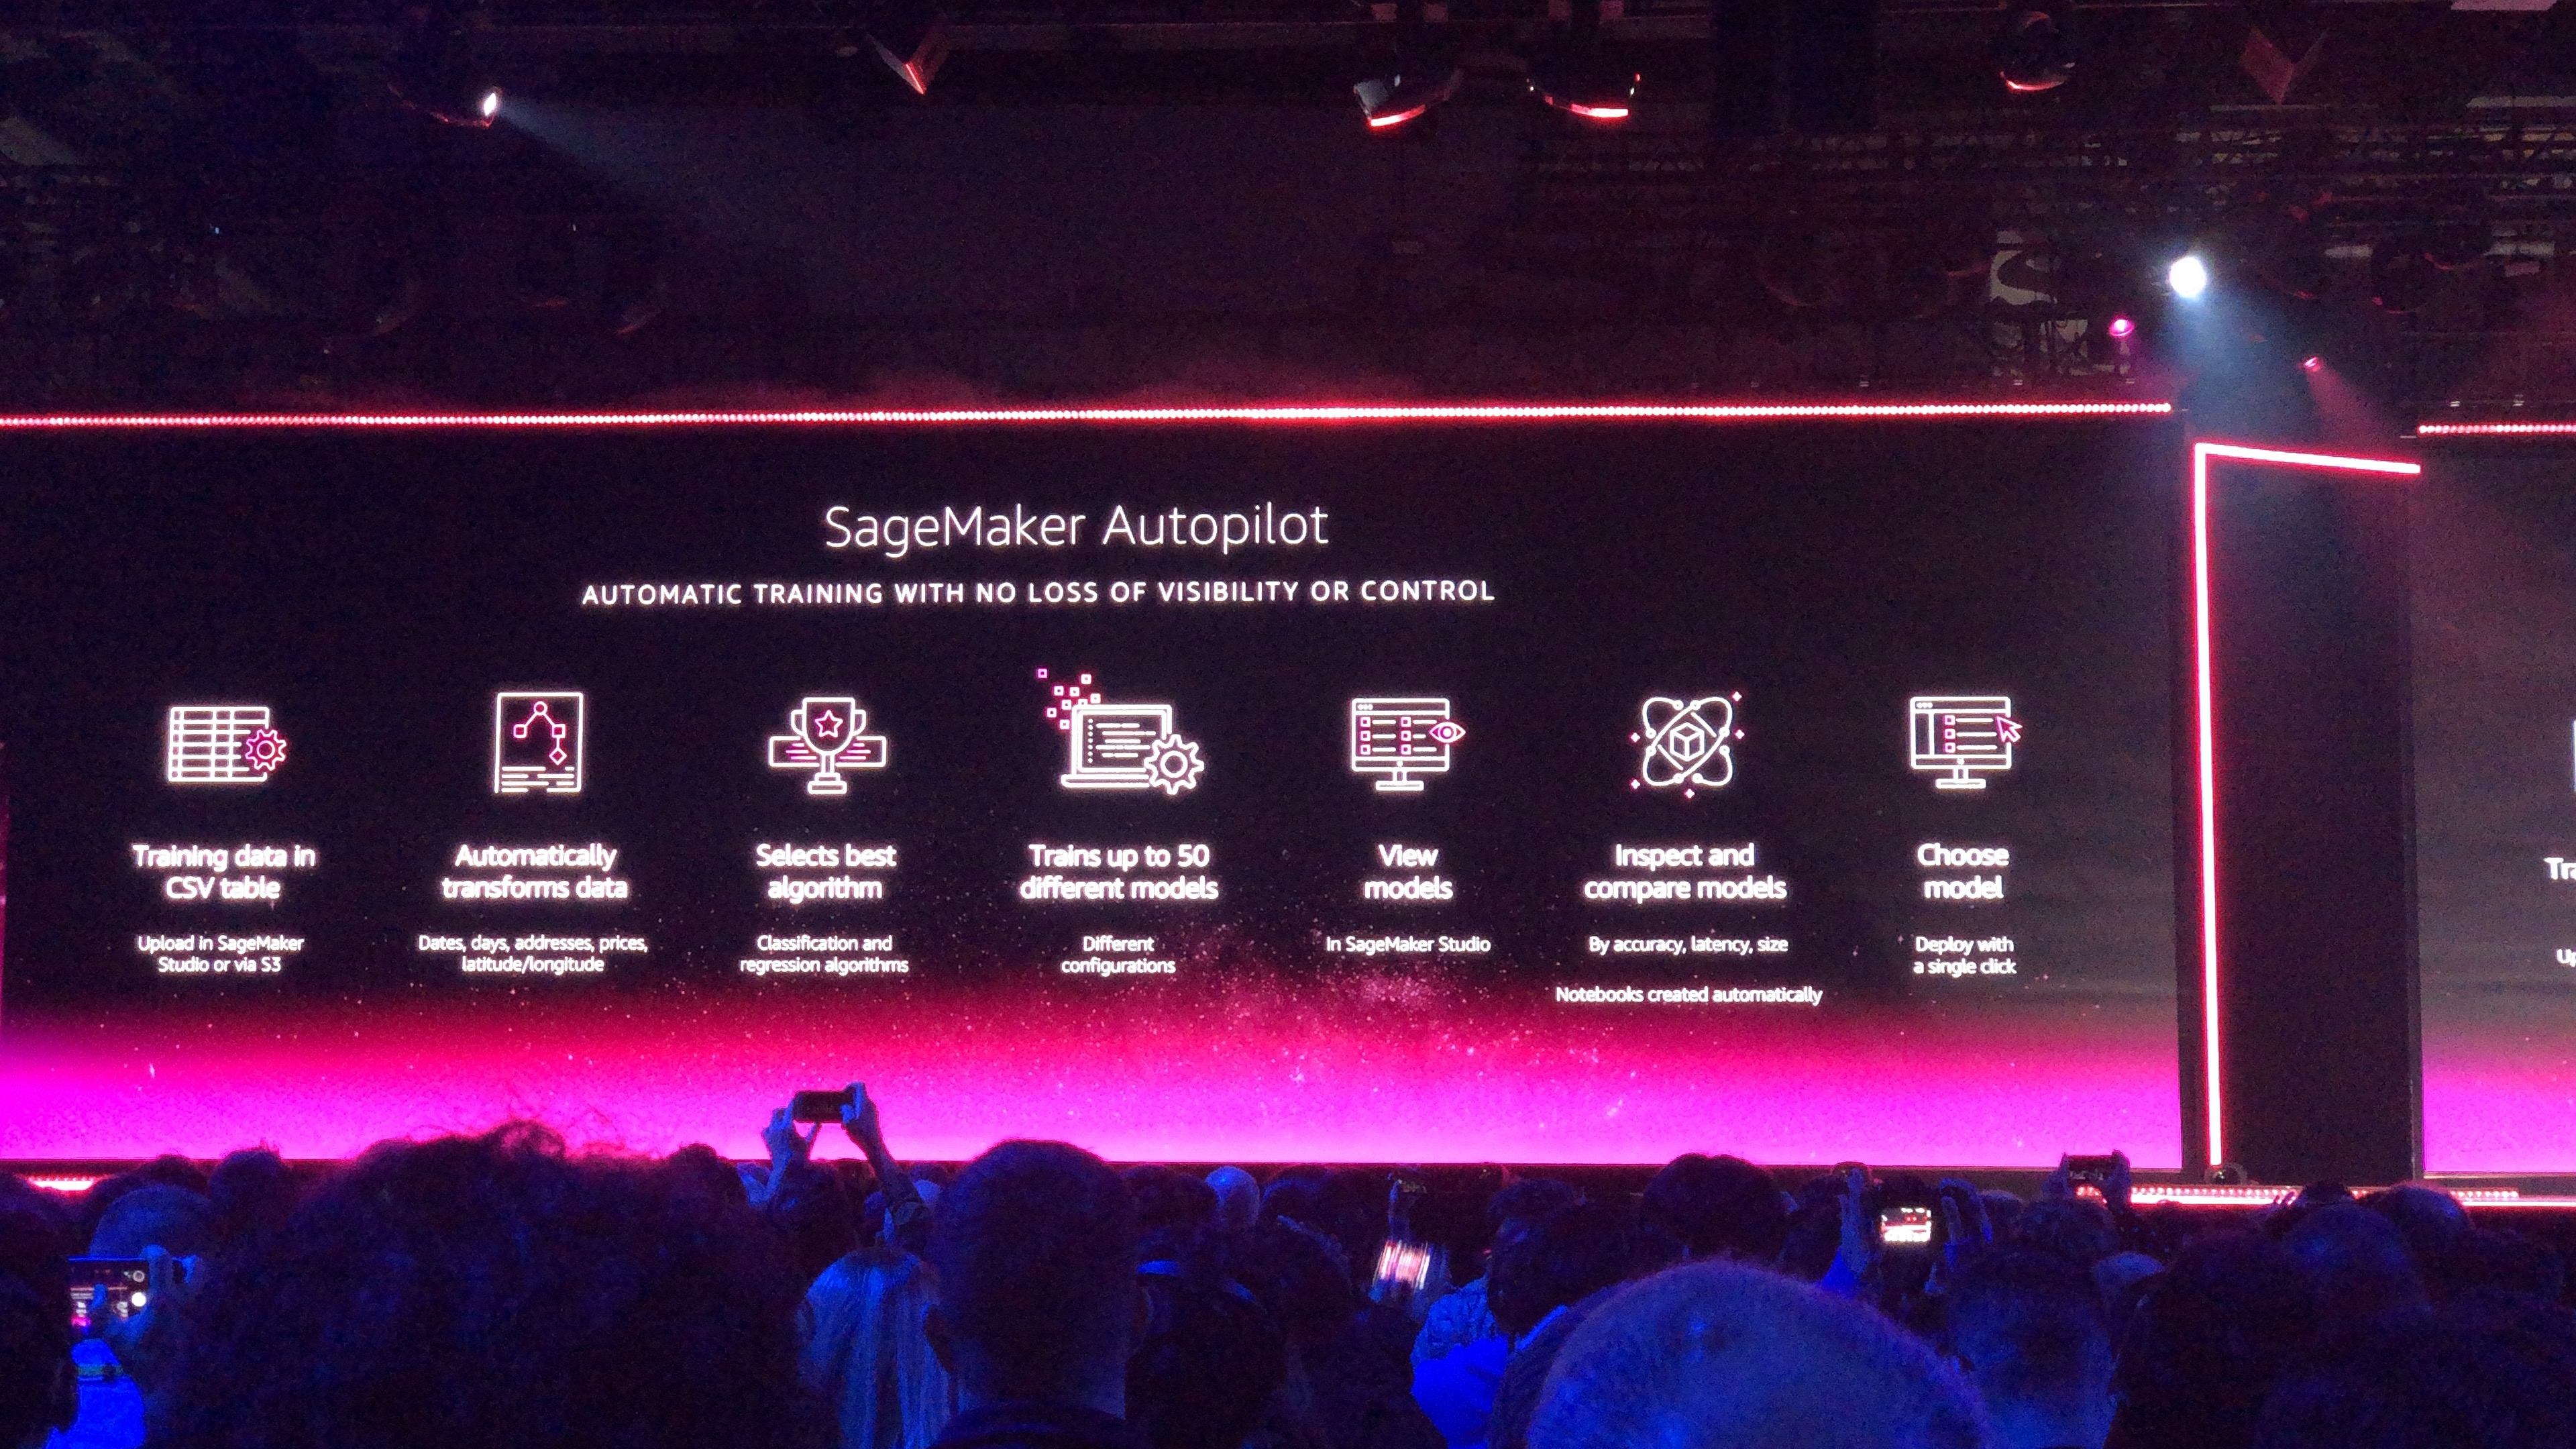 SageMaker Autopilot
AUTOMATIC TRAINING WITH NO LOSS OF VISIBILITY OR CONTROL
Training data in
CSV table
Upload in SageMaker
Studio or via S3
Automatically
transforms data
Dates, days, addresses, prices,
latitude/longitude
Selects best
algorithm
Classification and
regression algorithms
Trains up to 50
different models
Different
configurations
View
models
In SageMaker Studio
Inspect and
compare models
By accuracy, latency, size
Notebooks created automatically
Choose
model
Deploy with
a single click
Tra
Up